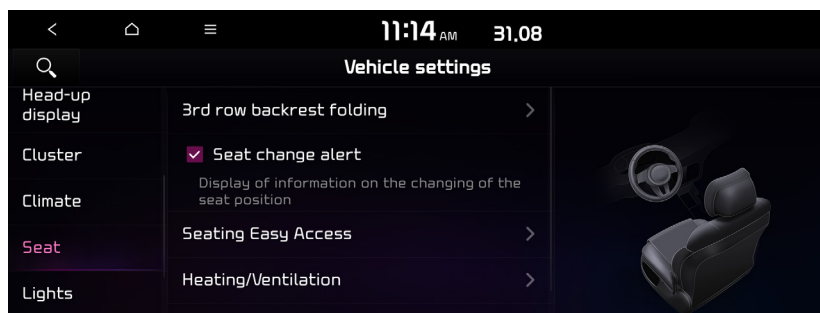 11:14 AM 31.08
Vehicle settings
Head-up
display
Cluster
Climate
Seat
Lights
3rd row backrest folding
Seat change alert
Display of information on the changing of the
seat position
Seating Easy Access
Heating/Ventilation